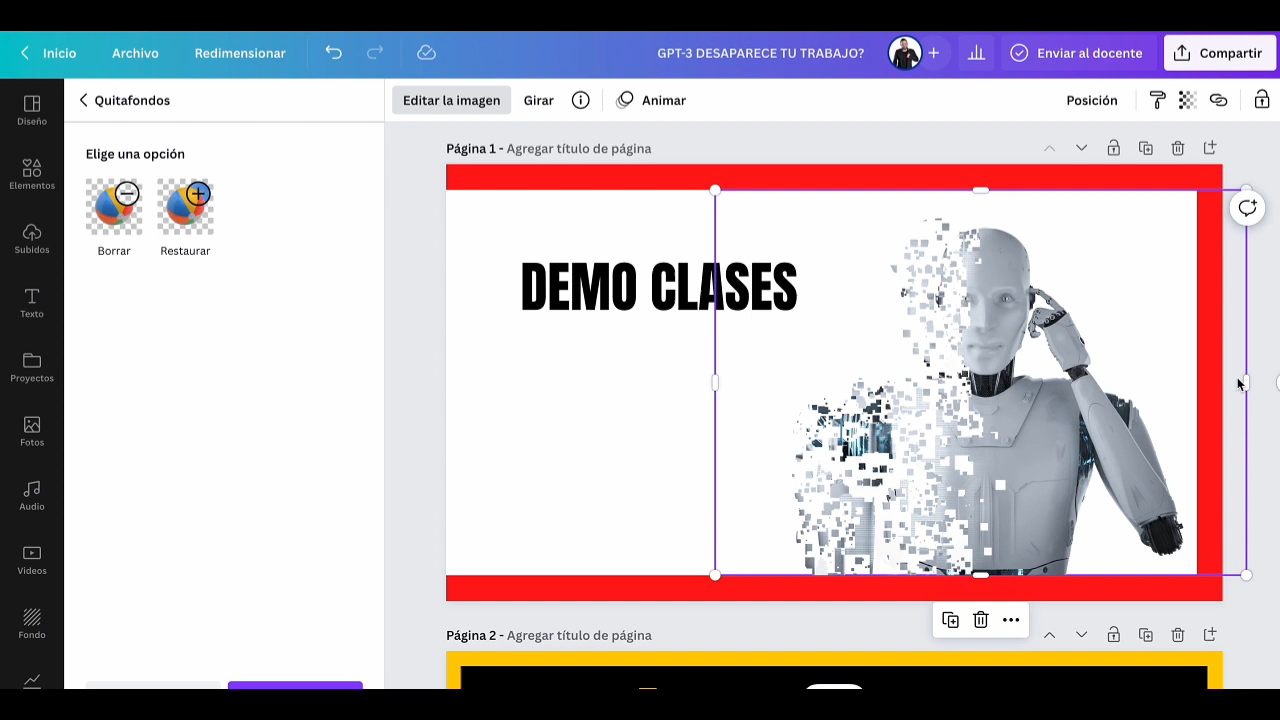 Inicio
Archivo
Redimensionar
GPT-3 DESAPARECE TU TRABAJO?
Enviar al docente
Compartir
Diseño
Elementos
Subidos
Texto
Proyectos
Fotos
Audio
Videos
Fondo
Quitafondos
Elige una opción
Borrar
Restaurar
Editar la imagen
Girar
Animar
Posición
Página 1 - Agregar título de página
DEMO CLASES
Página 2 - Agregar título de página